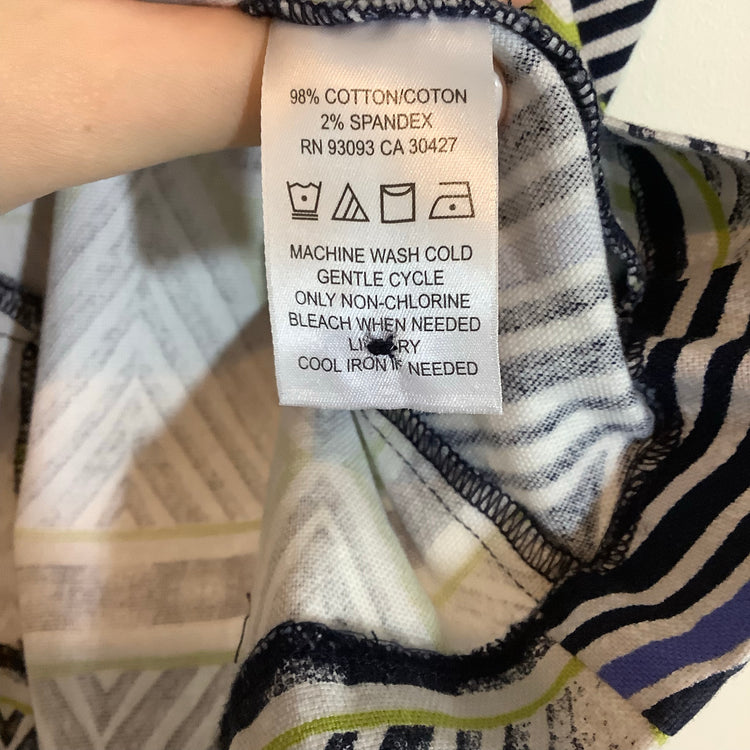 98% COTTON/COTON
2% SPANDEX
RN 93093 CA 30427
MACHINE WASH COLD
GENTLE CYCLE
ONLY NON-CHLORINE
BLEACH WHEN NEEDED
COOL IRON IF NEEDED